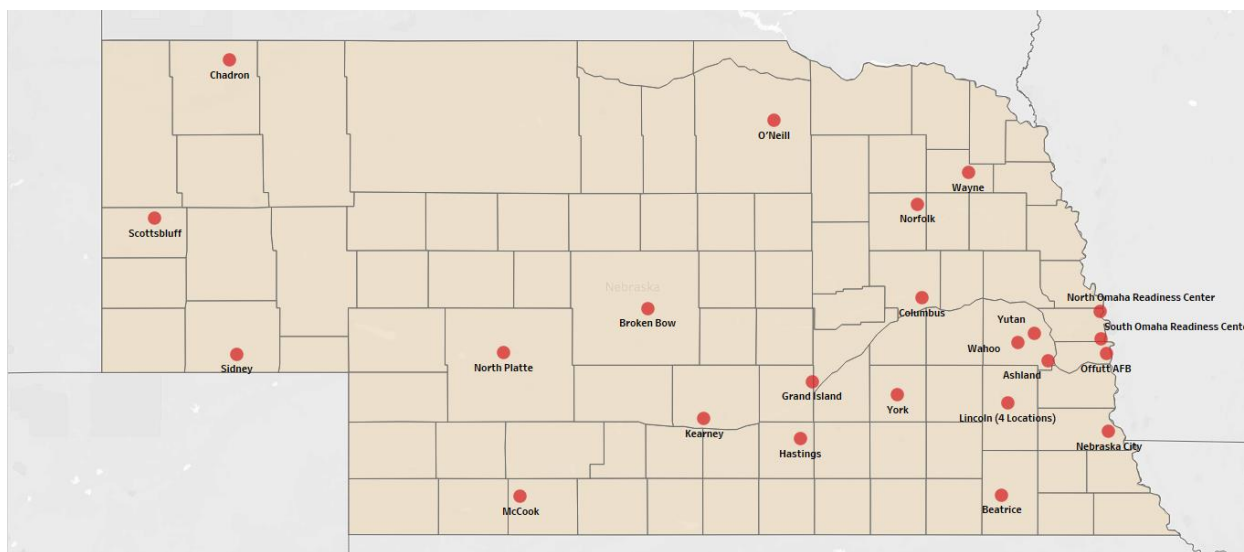 Chadron
O'Neill
Wayne
Norfolk
Scottsbluff
Nebraska
North Omaha Readiness Center
Columbus
Broken Bow
Yutan
South Omaha Readiness Cente
Wahoo
Sidney
North Platte
Ashland
Offutt AFB
Grand Island
York
Lincoln (4 Locations)
Kearney
Hastings
Nebraska City
McCook
Beatrice